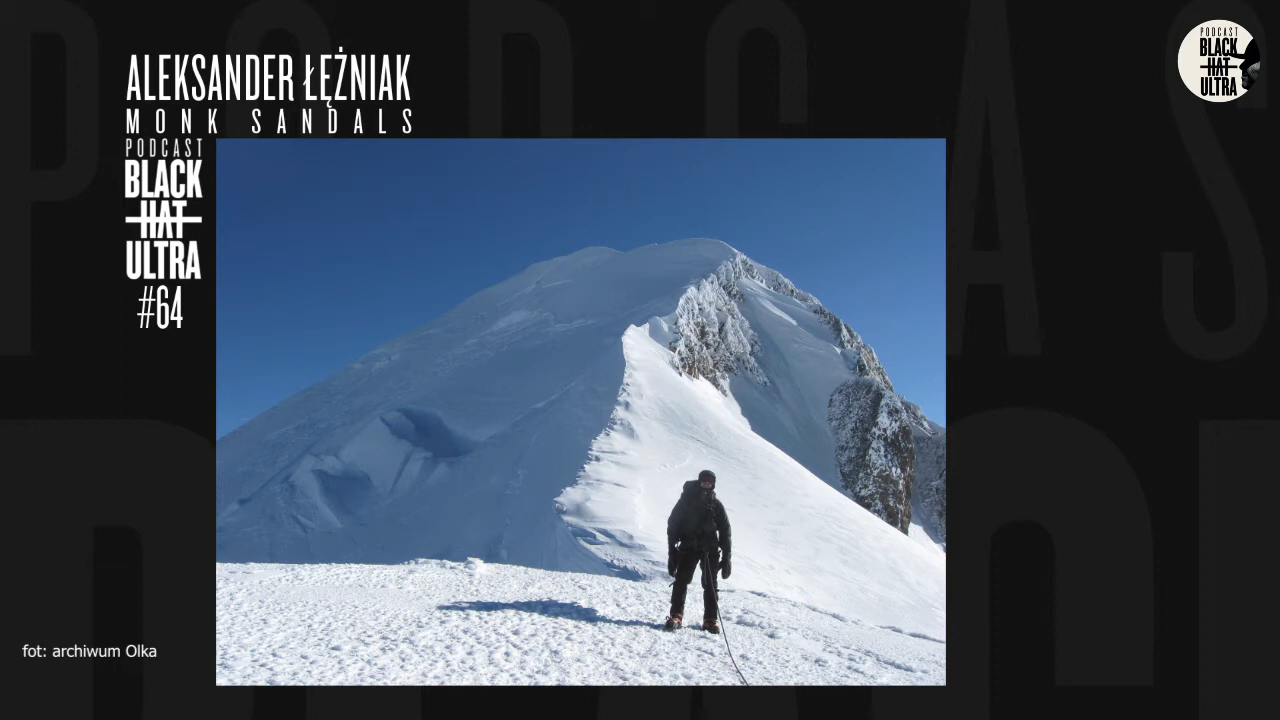 ALEKSANDER ŁĘŹNIAK
MONK SANDALS
PODCAST
BLACK
HAT
ULTRA
#64
PODCAST
BLACK
HAT
ULTRA
fot: archiwum Olka